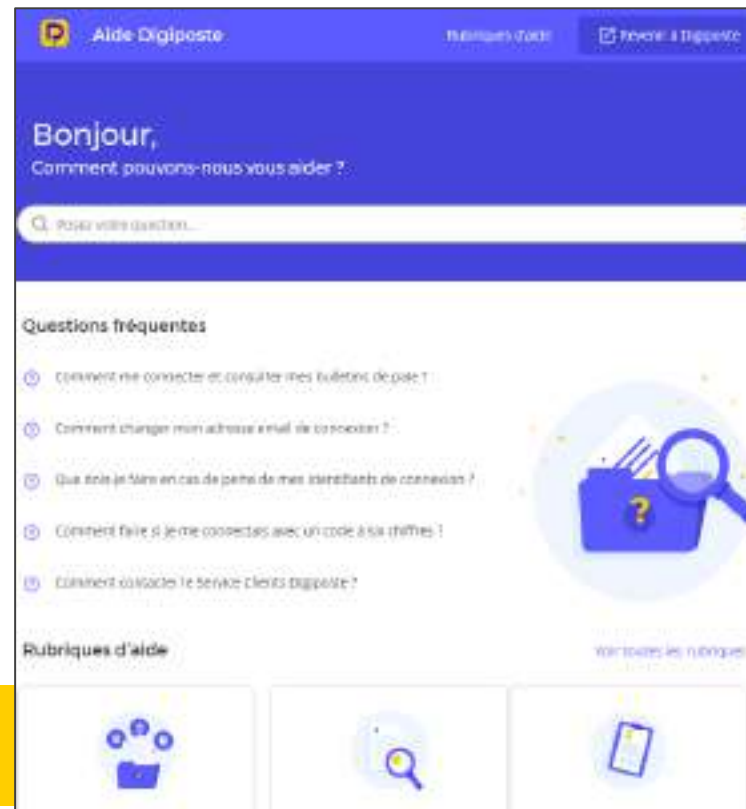 Aide Digiposte
Rubriques d'aide
Revenir à Digiposte
Bonjour,
Comment pouvons-nous vous aider ?
Posez votre question...
Questions fréquentes
Comment me connecter et consulter mes bulletins de paie ?
Comment changer mon adresse email de connexion ?
Que dois-je faire en cas de perte de mes identifiants de connexion ?
Comment faire si je me connectais avec un code à six chiffres ?
Comment contacter le Service Clients Digiposte ?
Rubriques d'aide
Voir toutes les rubriques